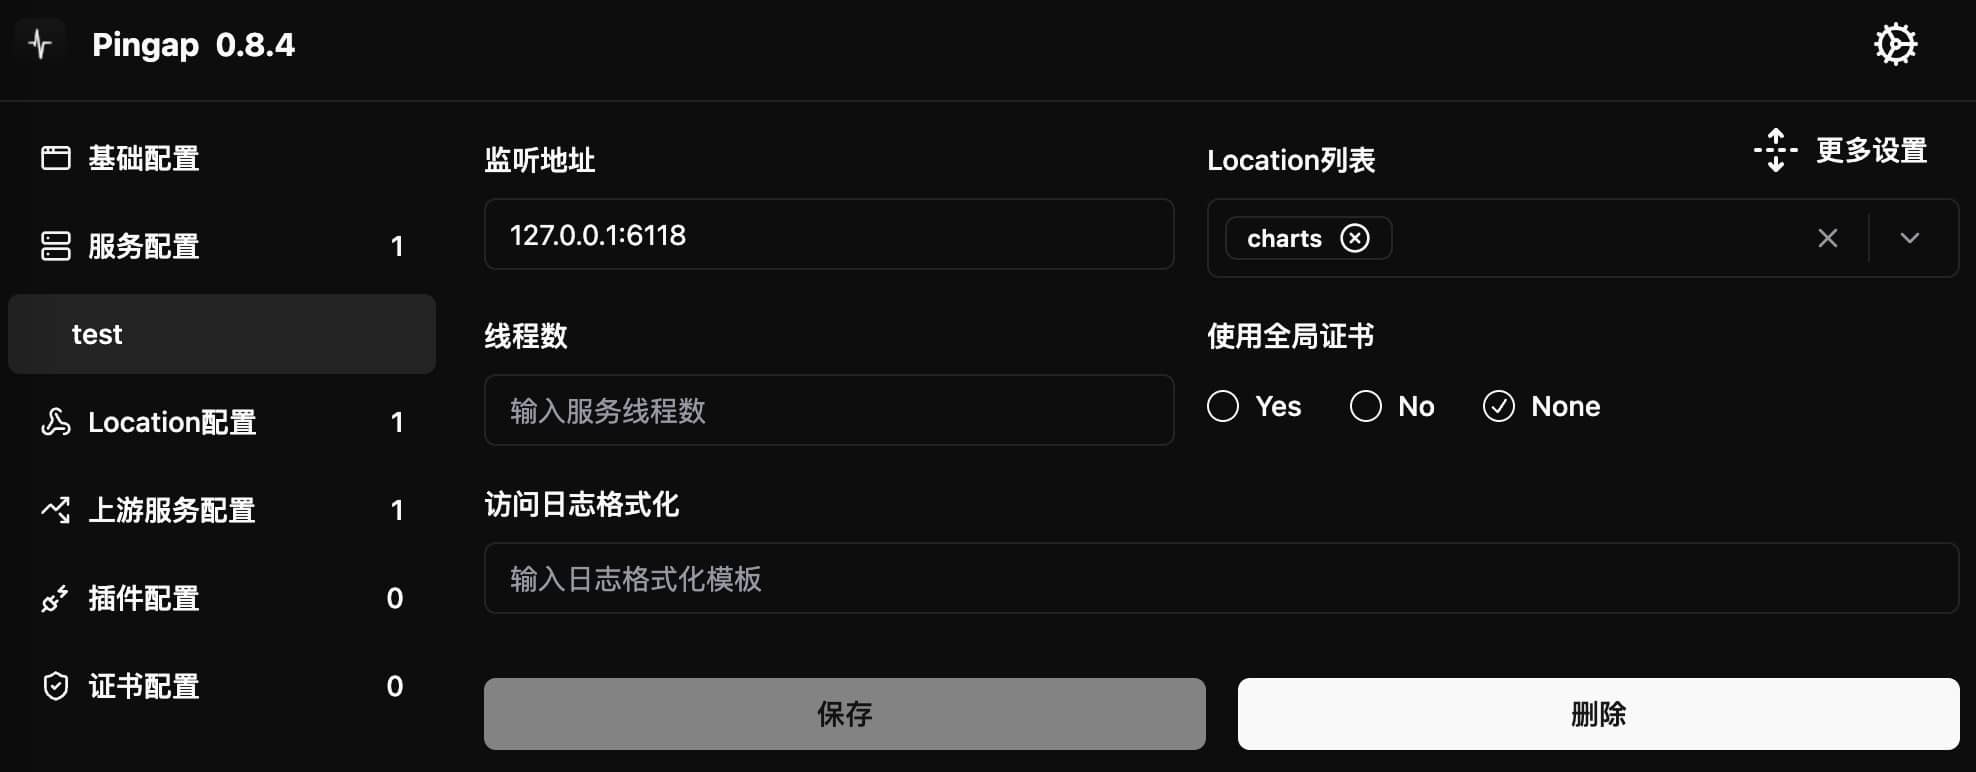 Pingap 0.8.4
基础配置
服务配置 1
test
Location配置 1
上游服务配置 1
插件配置 0
证书配置 0
监听地址
127.0.0.1:6118
Location列表
更多设置
charts
线程数
输入服务线程数
使用全局证书
Yes No None
访问日志格式化
输入日志格式化模板
保存
删除